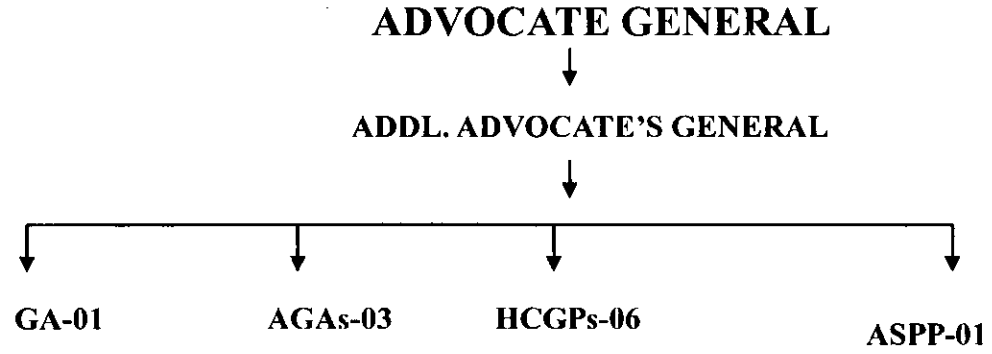 ADVOCATE GENERAL
ADDL. ADVOCATE'S GENERAL
GA-01 AGAs-03 HCGPs-06 ASPP-01